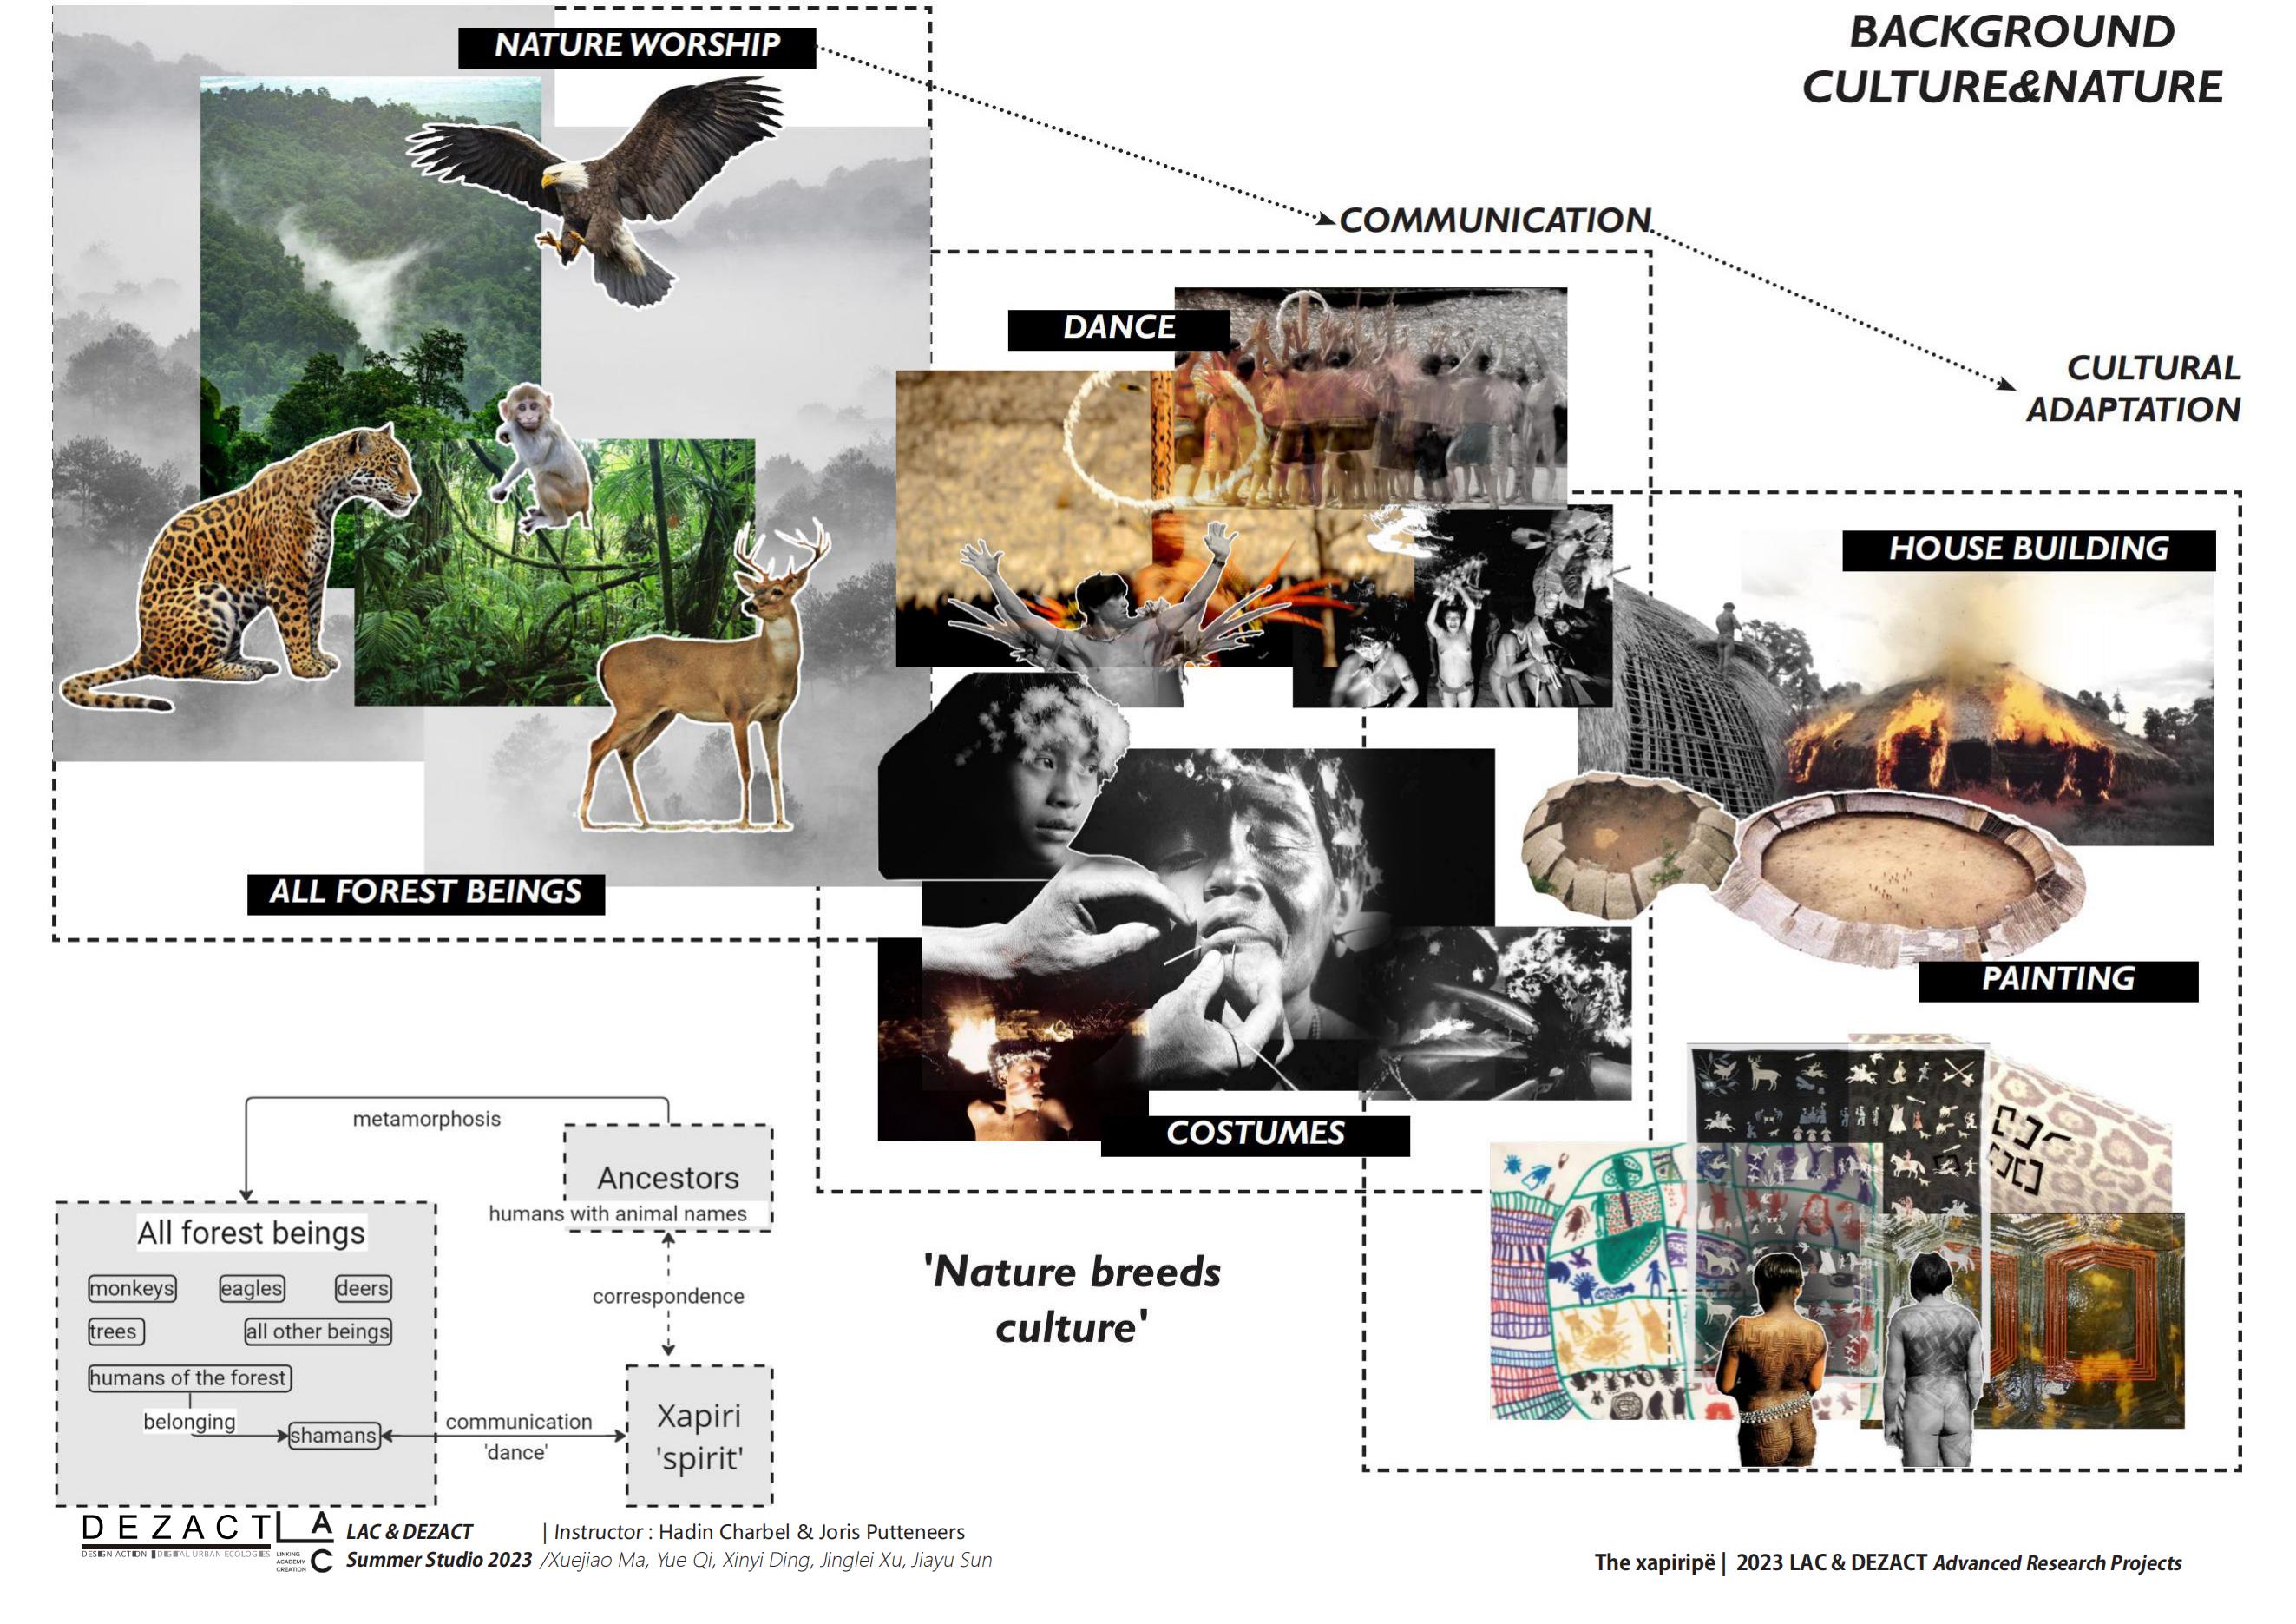 BACKGROUND
CULTURE&NATURE
NATURE WORSHIP
COMMUNICATION
CULTURAL
ADAPTATION
DANCE
HOUSE BUILDING
ALL FOREST BEINGS
PAINTING
COSTUMES
metamorphosis
Ancestors
humans with animal names
All forest beings
monkeys
eagles
deers
trees
all other beings
humans of the forest
belonging
shamans
correspondence
communication
'dance'
Xapiri
'spirit'
'Nature breeds
culture'
DEZACT
DESIGN ACTION DIGITAL URBAN ECOLOGIES
LAC
LINKING
ACADEMY
CREATION
LAC & DEZACT | Instructor : Hadin Charbel & Joris Putteneers
Summer Studio 2023 /Xuejiao Ma, Yue Qi, Xinyi Ding, Jinglei Xu, Jiayu Sun
The xapiripë | 2023 LAC & DEZACT Advanced Research Projects